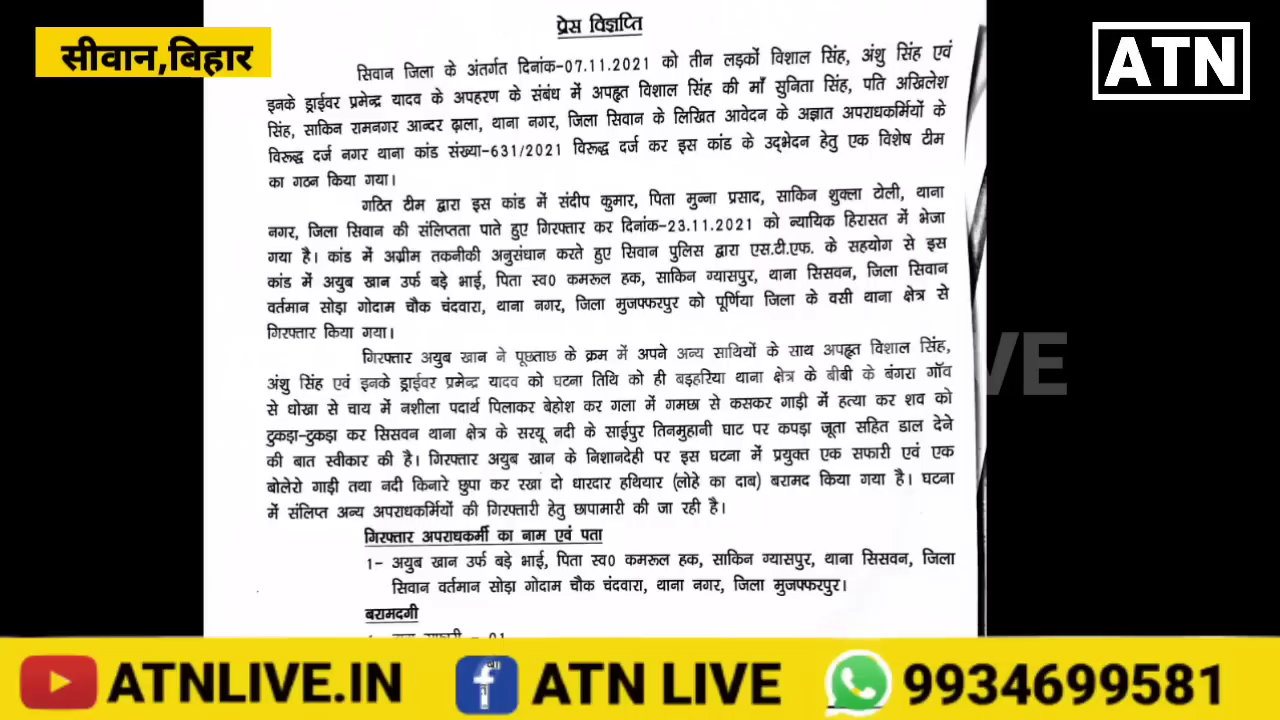 सीवान,बिहार
ATN
प्रेस विज्ञप्ति
सिवान जिला के अंतर्गत दिनांक-07.11.2021 को तीन लड़कों विशाल सिंह, अंशु सिंह एवं
इनके ड्राईवर प्रमेन्द्र यादव के अपहरण के संबंध में अपहृत विशाल सिंह की माँ सुनिता सिंह, पति अखिलेश
सिंह, साकिन रामनगर आन्दर ढ़ाला, थाना नगर, जिला सिवान के लिखित आवेदन के अज्ञात अपराधकर्मियों के
विरूद्ध दर्ज नगर थाना कांड संख्या-631/2021 विरूद्ध दर्ज कर इस कांड के उद्भेदन हेतु एक विशेष टीम
का गठन किया गया।
गठित टीम द्वारा इस कांड में संदीप कुमार, पिता मुन्ना प्रसाद, साकिन शुक्ला टोली, थाना
नगर, जिला सिवान की संलिप्तता पाते हुए गिरफ्तार कर दिनांक-23.11.2021 को न्यायिक हिरासत में भेजा
गया है। कांड में अग्रीम तकनीकी अनुसंधान करते हुए सिवान पुलिस द्वारा एस.टी.एफ. के सहयोग से इस
कांड में अयुब खान उर्फ बड़े भाई, पिता स्व0 कमरूल हक, साकिन ग्यासपुर, थाना सिसवन, जिला सिवान
वर्तमान सोड़ा गोदाम चौक चंदवारा, थाना नगर, जिला मुजफ्फरपुर को पूर्णिया जिला के वसी थाना क्षेत्र से
गिरफ्तार किया गया।
गिरफ्तार अयुब खान ने पूछताछ के क्रम में अपने अन्य साथियों के साथ अपहृत विशाल सिंह,
अंशु सिंह एवं इनके ड्राईवर प्रमेन्द्र यादव को घटना तिथि को ही बड़हरिया थाना क्षेत्र के बीबी के बंगरा गाॅव
से धोखा से चाय में नशीला पदार्थ पिलाकर बेहोश कर गला में गमछा से कसकर गाड़ी में हत्या कर शव को
टुकड़ा-टुकड़ा कर सिसवन थाना क्षेत्र के सरयू नदी के साईपुर तिनमुहानी घाट पर कपड़ा जूता सहित डाल देने
की बात स्वीकार की है। गिरफ्तार अयुब खान के निशानदेही पर इस घटना में प्रयुक्त एक सफारी एवं एक
बोलेरो गाड़ी तथा नदी किनारे छुपा कर रखा दो धारदार हथियार (लोहे का दाब) बरामद किया गया है। घटना
में संलिप्त अन्य अपराधकर्मियों की गिरफ्तारी हेतु छापामारी की जा रही है।
गिरफ्तार अपराधकर्मी का नाम एवं पता
1- अयुब खान उर्फ बड़े भाई, पिता स्व0 कमरूल हक, साकिन ग्यासपुर, थाना सिसवन, जिला
सिवान वर्तमान सोड़ा गोदाम चौक चंदवारा, थाना नगर, जिला मुजफ्फरपुर।
बरामदगी
ATNLIVE.IN
ATN LIVE
9934699581